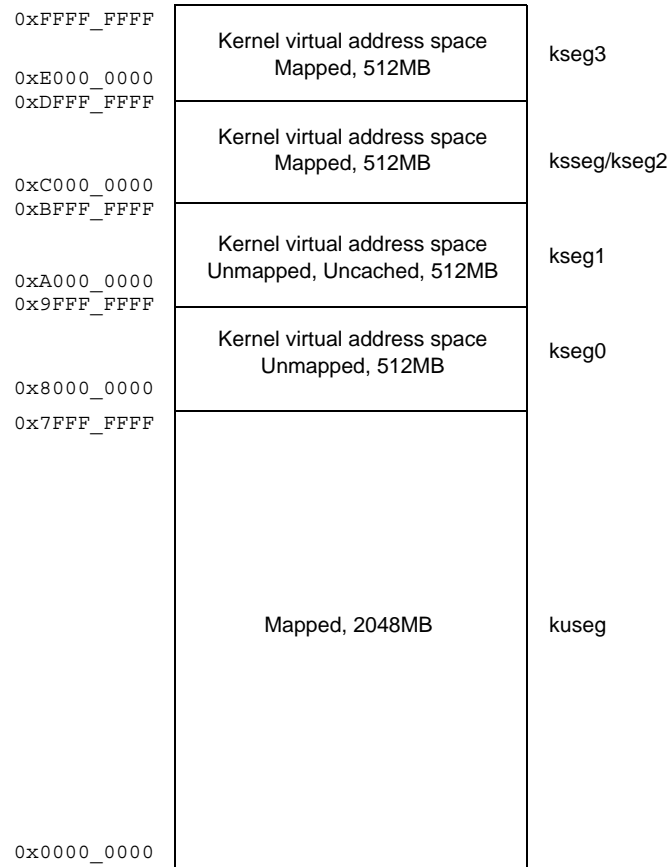 0xFFFF_FFFF
Kernel virtual address space
Mapped, 512MB
kseg3
0xE000_0000
0xDFFF_FFFF
Kernel virtual address space
Mapped, 512MB
ksseg/kseg2
0xC000_0000
0xBFFF_FFFF
Kernel virtual address space
Unmapped, Uncached, 512MB
kseg1
0xA000_0000
0x9FFF_FFFF
Kernel virtual address space
Unmapped, 512MB
kseg0
0x8000_0000
0x7FFF_FFFF
Mapped, 2048MB
kuseg
0x0000_0000